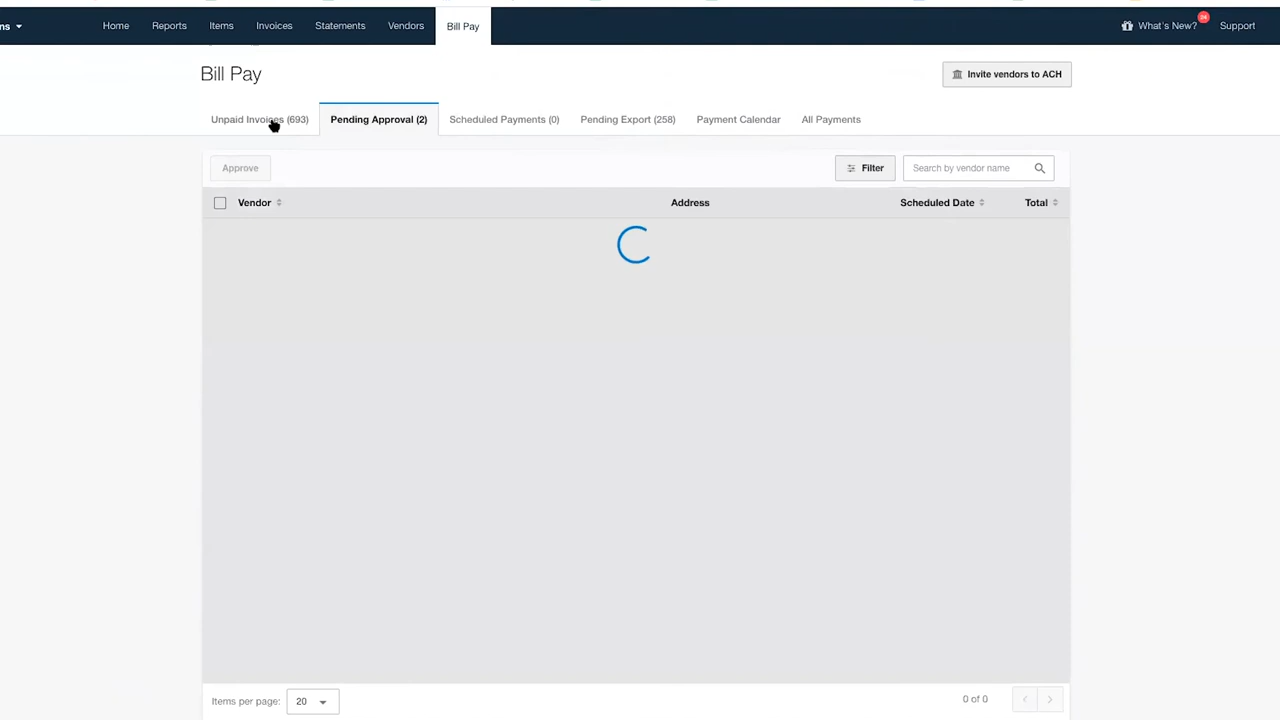 ns
Home Reports Items Invoices Statements Vendors Bill Pay What's New? Support
Bill Pay
Invite vendors to ACH
Unpaid Invoices (693) Pending Approval (2) Scheduled Payments (0) Pending Export (258) Payment Calendar All Payments
Approve Filter Search by vendor name
Vendor Address Scheduled Date Total
Items per page: 20 0 of 0